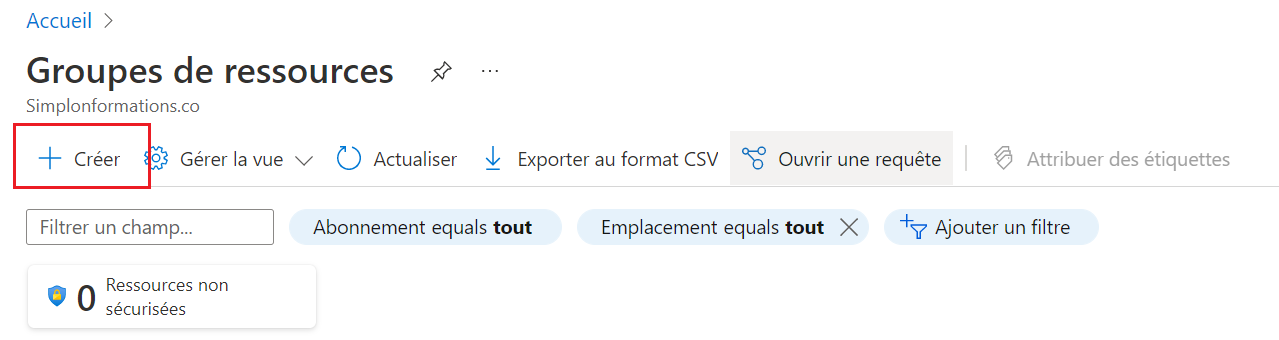 Accueil
Groupes de ressources
Simplonformations.co
Créer Gérer la vue Actualiser Exporter au format CSV Ouvrir une requête Attribuer des étiquettes
Filtrer un champ... Abonnement equals tout Emplacement equals tout Ajouter un filtre
0 Ressources non
sécurisées